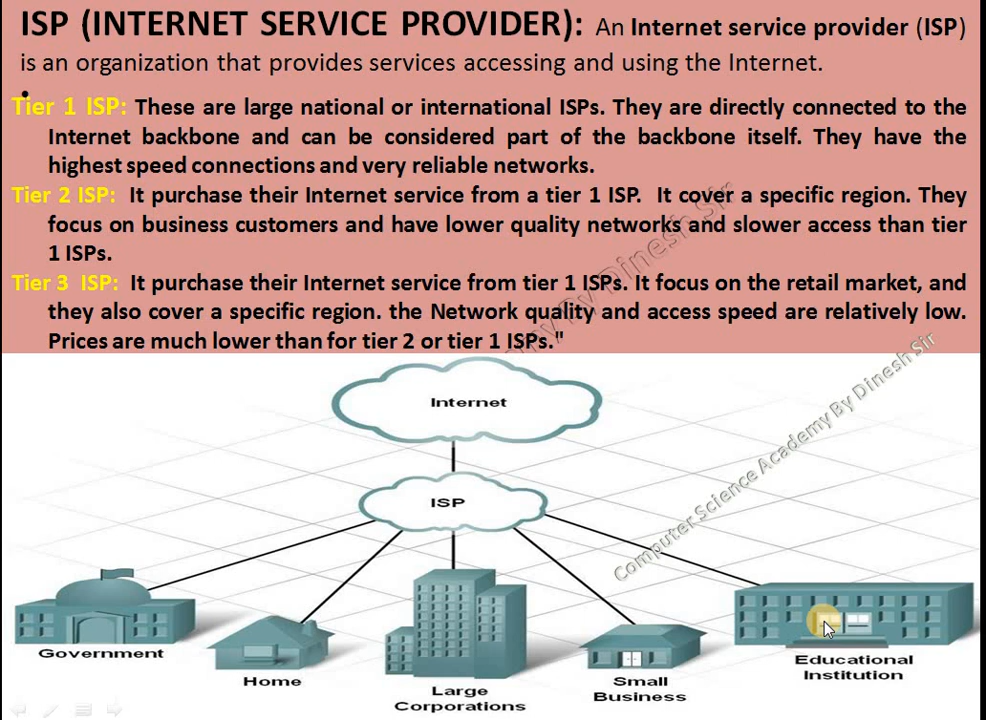 ISP (INTERNET SERVICE PROVIDER): An Internet service provider (ISP)
is an organization that provides services accessing and using the Internet.
•
Tier 1 ISP: These are large national or international ISPs. They are directly connected to the
Internet backbone and can be considered part of the backbone itself. They have the
highest speed connections and very reliable networks.
Tier 2 ISP: It purchase their Internet service from a tier 1 ISP. It cover a specific region. They
focus on business customers and have lower quality networks and slower access than tier
1 ISPs.
Tier 3 ISP: It purchase their Internet service from tier 1 ISPs. It focus on the retail market, and
they also cover a specific region. the Network quality and access speed are relatively low.
Prices are much lower than for tier 2 or tier 1 ISPs."
By Dinesh Sir
Internet
Computer Science Academy By Dinesh Sir
ISP
Government
Home
Large
Corporations
Small
Business
Educational
Institution